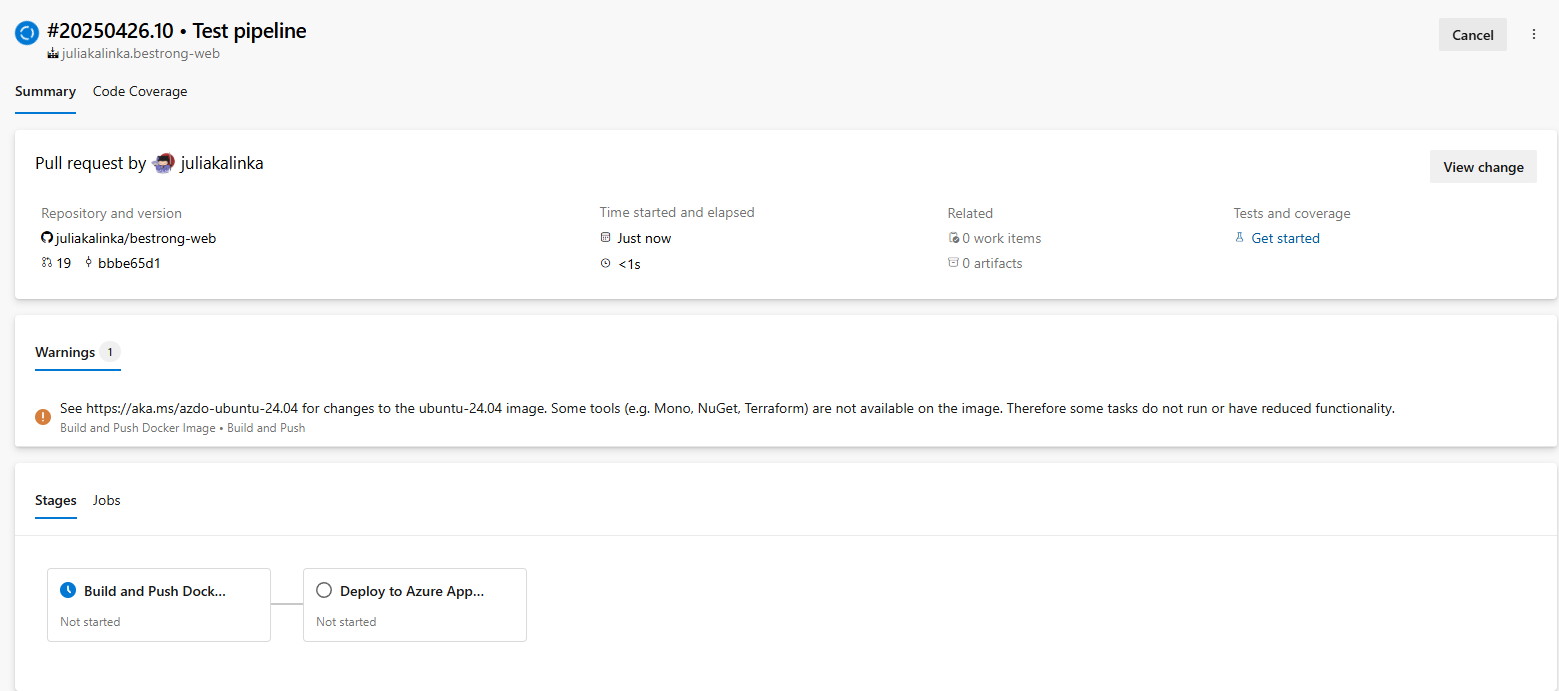 #20250426.10 • Test pipeline
juliakalinka.bestrong-web
Cancel
Summary Code Coverage
Pull request by juliakalinka
View change
Repository and version Time started and elapsed Related Tests and coverage
juliakalinka/bestrong-web Just now 0 work items Get started
19 bbbe65d1 <1s 0 artifacts
Warnings 1
See https://aka.ms/azdo-ubuntu-24.04 for changes to the ubuntu-24.04 image. Some tools (e.g. Mono, NuGet, Terraform) are not available on the image. Therefore some tasks do not run or have reduced functionality.
Build and Push Docker Image • Build and Push
Stages Jobs
Build and Push Dock... Deploy to Azure App...
Not started Not started